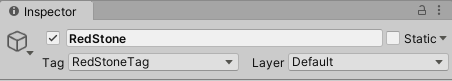 Inspector
RedStone Static
Tag RedStoneTag Layer Default